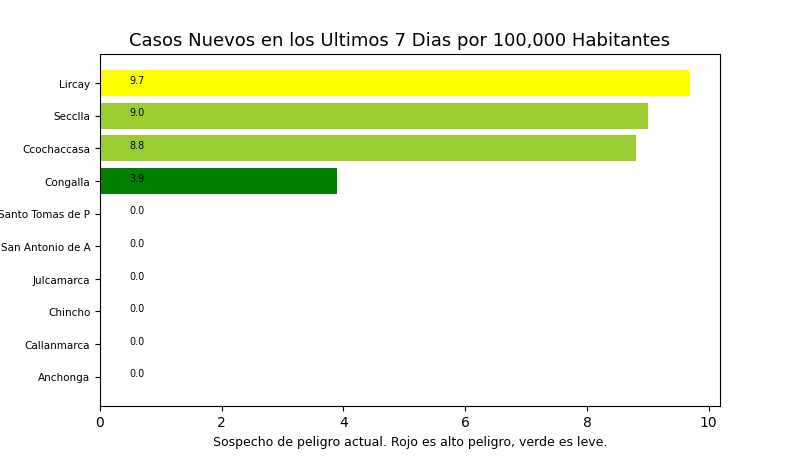 Casos Nuevos en los Ultimos 7 Dias por 100,000 Habitantes
Lircay 9.7
Secclla 9.0
Ccochaccasa 8.8
Congalla 3.9
Santo Tomas de P 0.0
San Antonio de A 0.0
Julcamarca 0.0
Chincho 0.0
Callanmarca 0.0
Anchonga 0.0
0 2 4 6 8 10
Sospecho de peligro actual. Rojo es alto peligro, verde es leve.